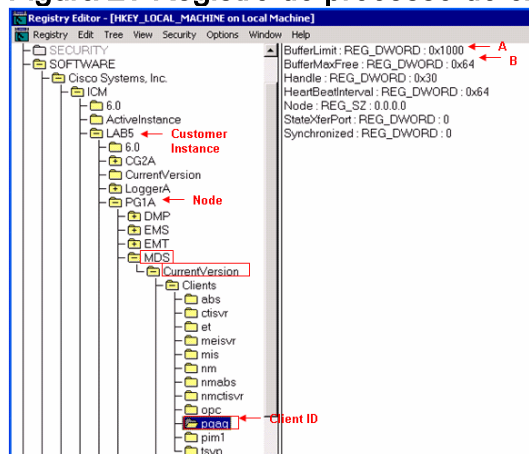 Registry Editor - [HKEY_LOCAL_MACHINE on Local Machine]
Registry Edit Tree View Security Options Window Help
SECURITY
SOFTWARE
Cisco Systems, Inc.
ICM
6.0
ActiveInstance
LAB5 Customer Instance
6.0
CG2A
CurrentVersion
LoggerA
PG1A Node
DMP
EMS
EMT
MDS
CurrentVersion
Clients
abs
ctisvr
et
meisvr
mis
nm
nmabs
nmctisvr
opc
pgag Client ID
pim1
tsyp
BufferLimit : REG_DWORD : 0x1000 A
BufferMaxFree : REG_DWORD : 0x64 B
Handle : REG_DWORD : 0x30
HeartBeatInterval : REG_DWORD : 0x64
Node : REG_SZ : 0.0.0.0
StateXferPort : REG_DWORD : 0
Synchronized : REG_DWORD : 0